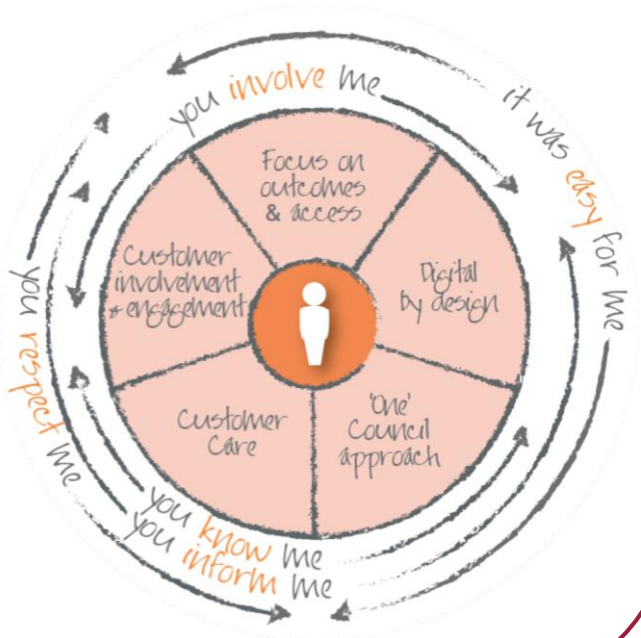 you involve me
it was easy for me
Focus on
outcomes
& access
Customer
involvement
& engagement
Digital
by design
you respect me
Customer
Care
'One'
Council
approach
you know me
you inform me